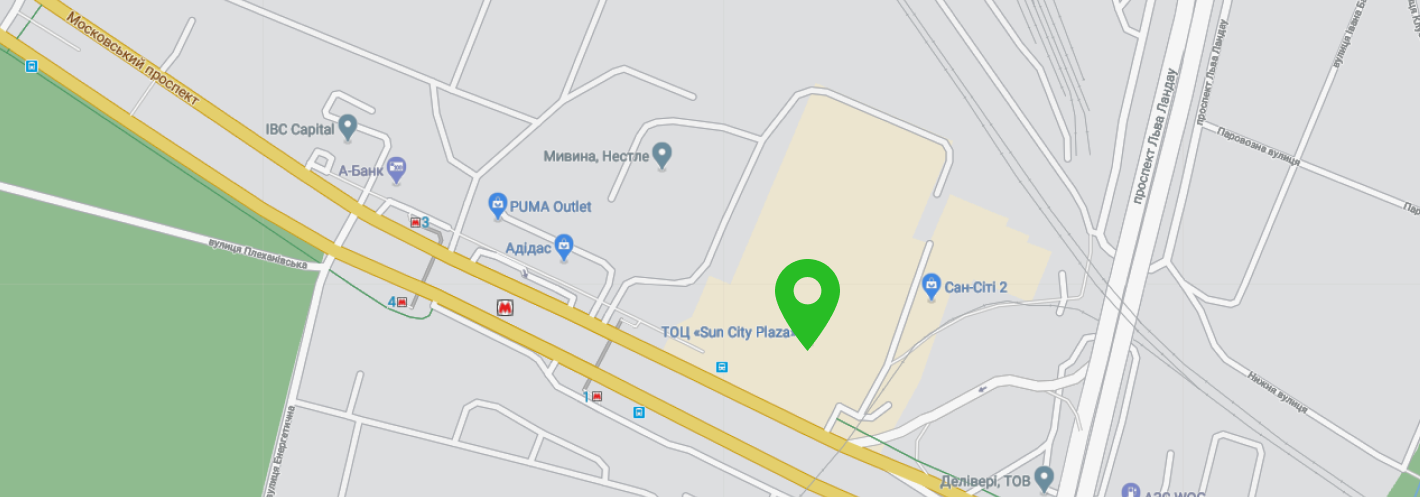 Московський проспект
IBC Capital
А-Банк
3
PUMA Outlet
Адідас
Мивина, Нестле
вулиця Плеханівська
4
ТОЦ «Sun City Plaza»
Сан-Сіті 2
1
вулиця Енергетична
проспект Льва Ландау
проспект Льва Ландау
вулиця Івана
Паровозна вулиця
Нижня вулиця
Делівері, ТОВ
АЗС WOG